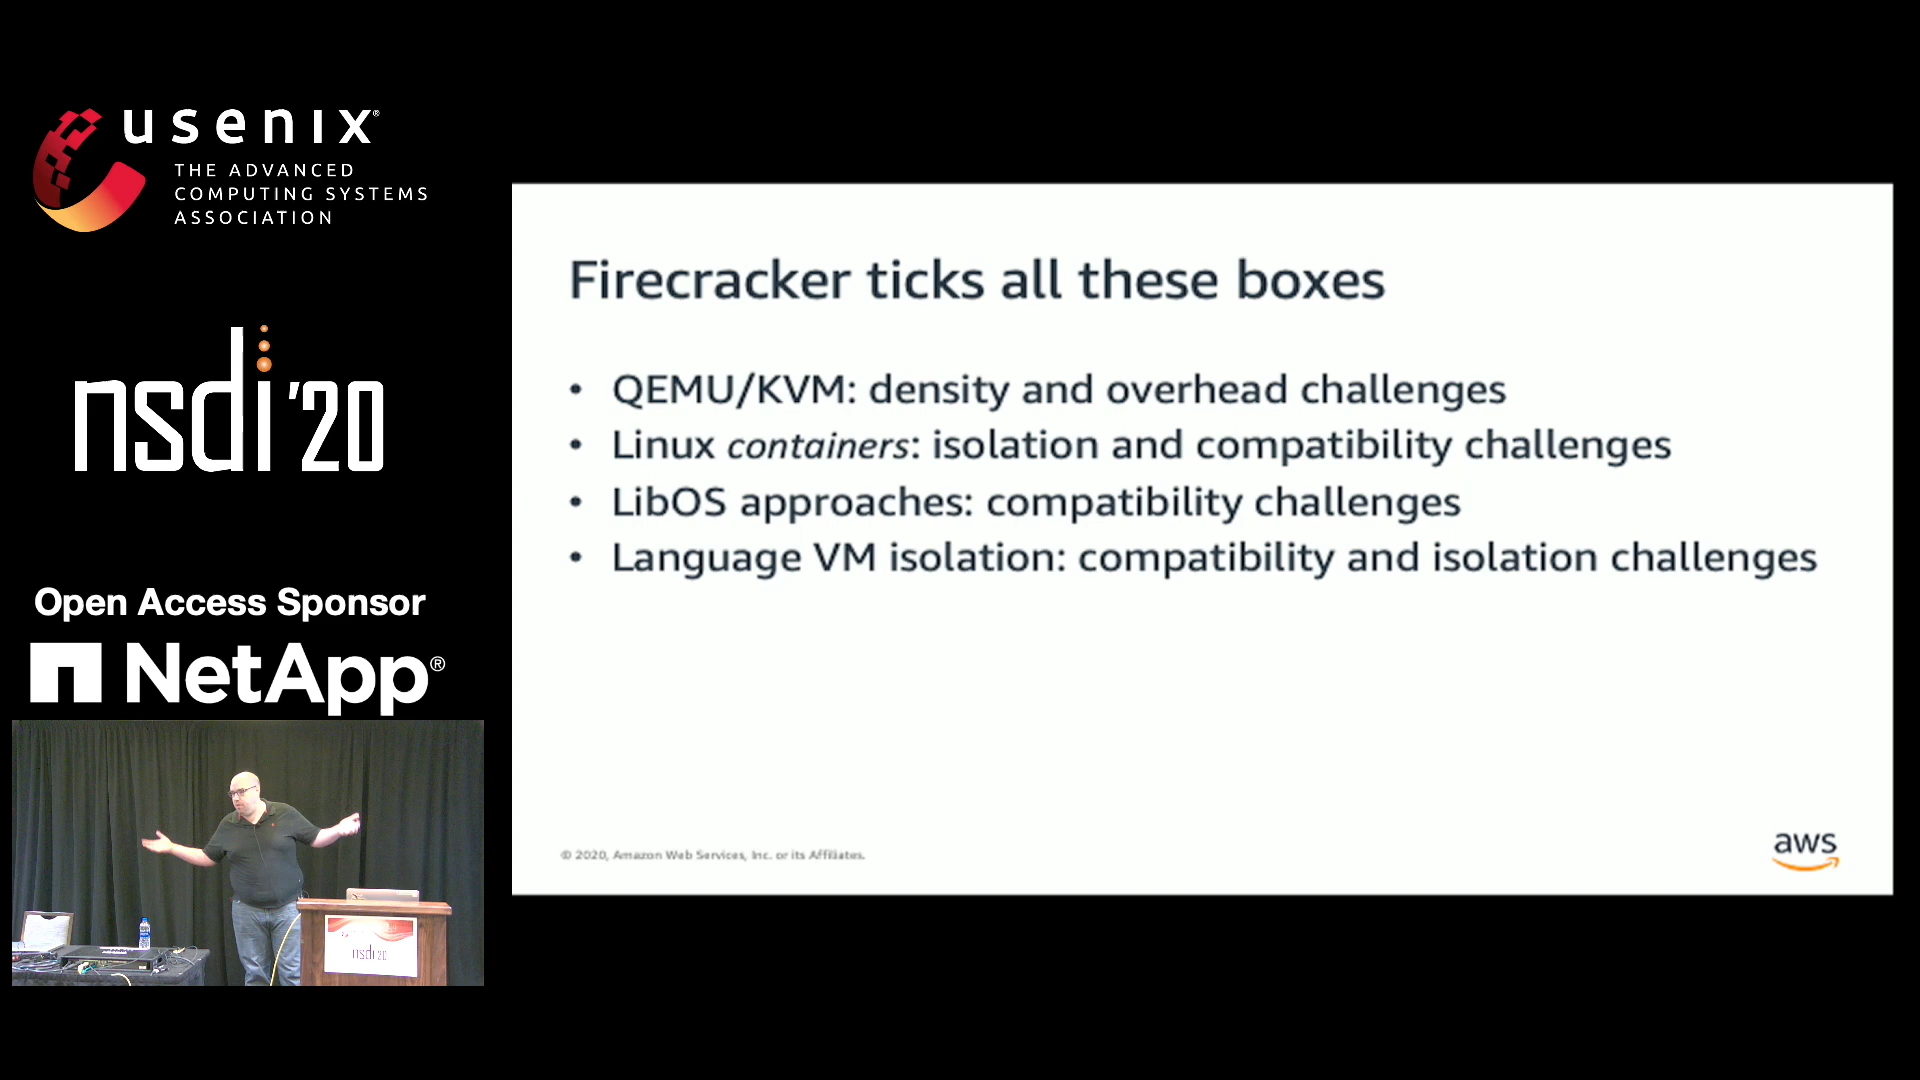 usenix®
THE ADVANCED
COMPUTING SYSTEMS
ASSOCIATION
nsdi '20
Open Access Sponsor
NetApp®
nsdi 20
Firecracker ticks all these boxes
• QEMU/KVM: density and overhead challenges
• Linux containers: isolation and compatibility challenges
• LibOS approaches: compatibility challenges
• Language VM isolation: compatibility and isolation challenges
© 2020, Amazon Web Services, Inc. or its Affiliates.
aws